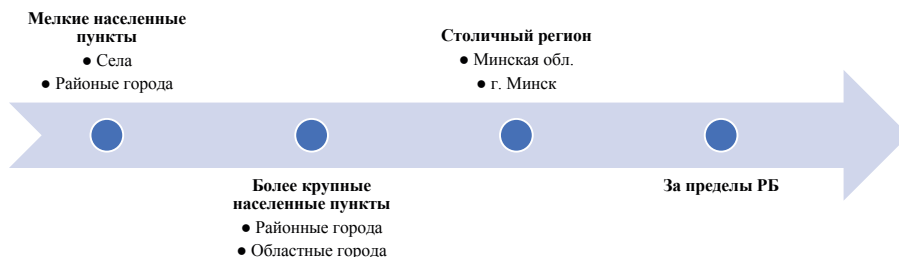 Мелкие населенные
пункты
● Села
● Районые города
Более крупные
населенные пункты
● Районные города
● Областные города
Столичный регион
● Минская обл.
● г. Минск
За пределы РБ